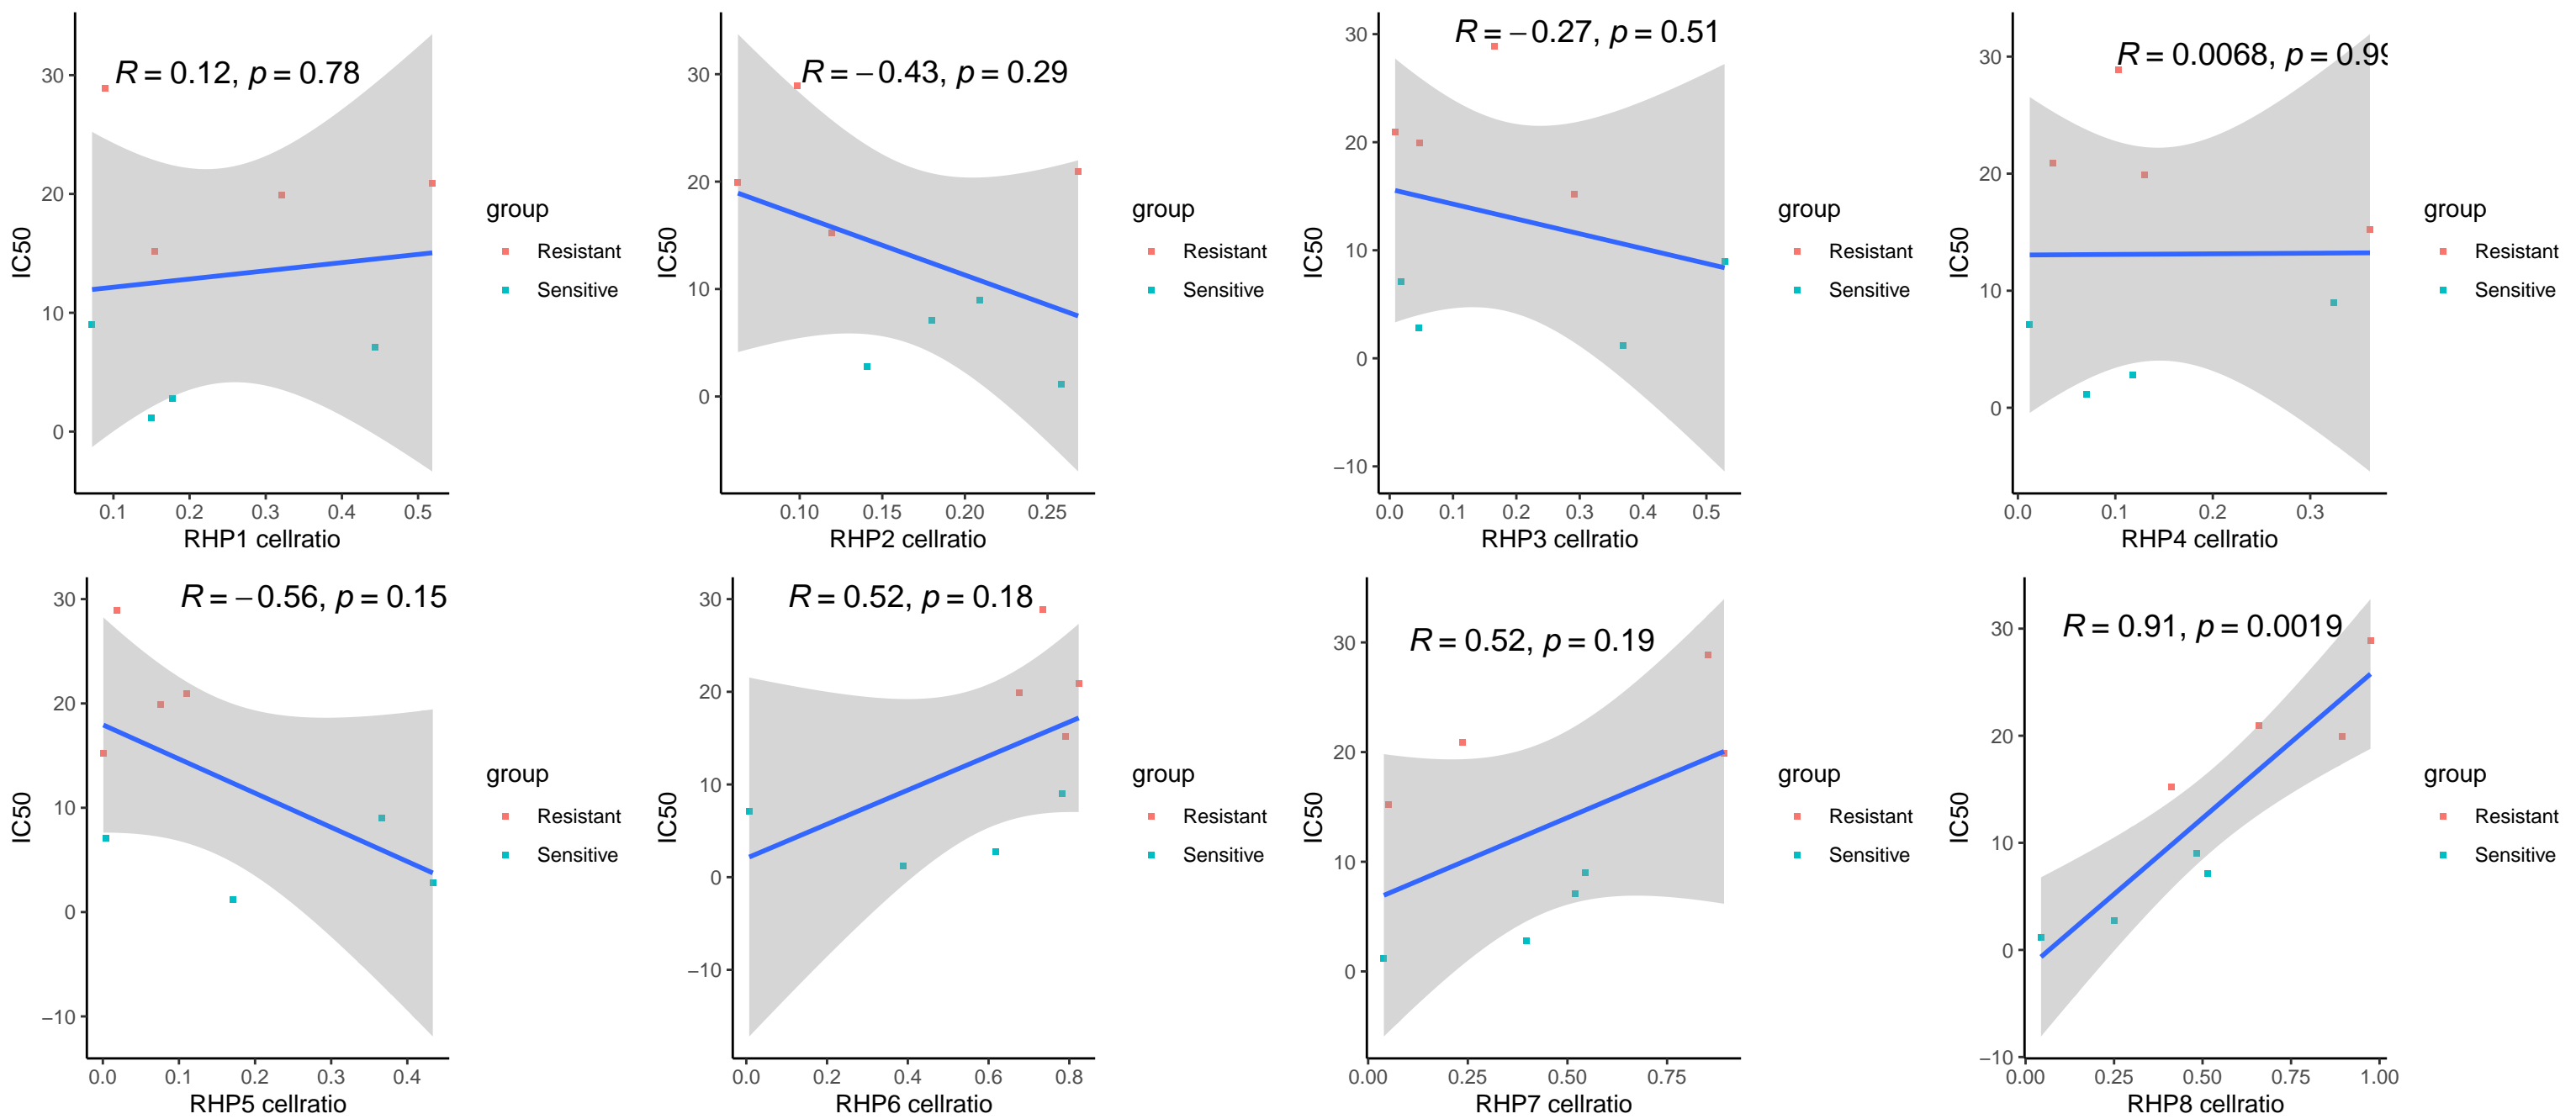 R = 0.12, p = 0.78
30
20
10
0
IC50
0.1 0.2 0.3 0.4 0.5
RHP1 cellratio
group
Resistant
Sensitive
R = −0.43, p = 0.29
30
20
10
0
IC50
0.10 0.15 0.20 0.25
RHP2 cellratio
group
Resistant
Sensitive
R = −0.27, p = 0.51
30
20
10
0
−10
IC50
0.0 0.1 0.2 0.3 0.4 0.5
RHP3 cellratio
group
Resistant
Sensitive
R = 0.0068, p = 0.99
30
20
10
0
IC50
0.0 0.1 0.2 0.3
RHP4 cellratio
group
Resistant
Sensitive
R = −0.56, p = 0.15
30
20
10
0
−10
IC50
0.0 0.1 0.2 0.3 0.4
RHP5 cellratio
group
Resistant
Sensitive
R = 0.52, p = 0.18
30
20
10
0
−10
IC50
0.0 0.2 0.4 0.6 0.8
RHP6 cellratio
group
Resistant
Sensitive
R = 0.52, p = 0.19
30
20
10
0
IC50
0.00 0.25 0.50 0.75
RHP7 cellratio
group
Resistant
Sensitive
R = 0.91, p = 0.0019
30
20
10
0
−10
IC50
0.00 0.25 0.50 0.75 1.00
RHP8 cellratio
group
Resistant
Sensitive